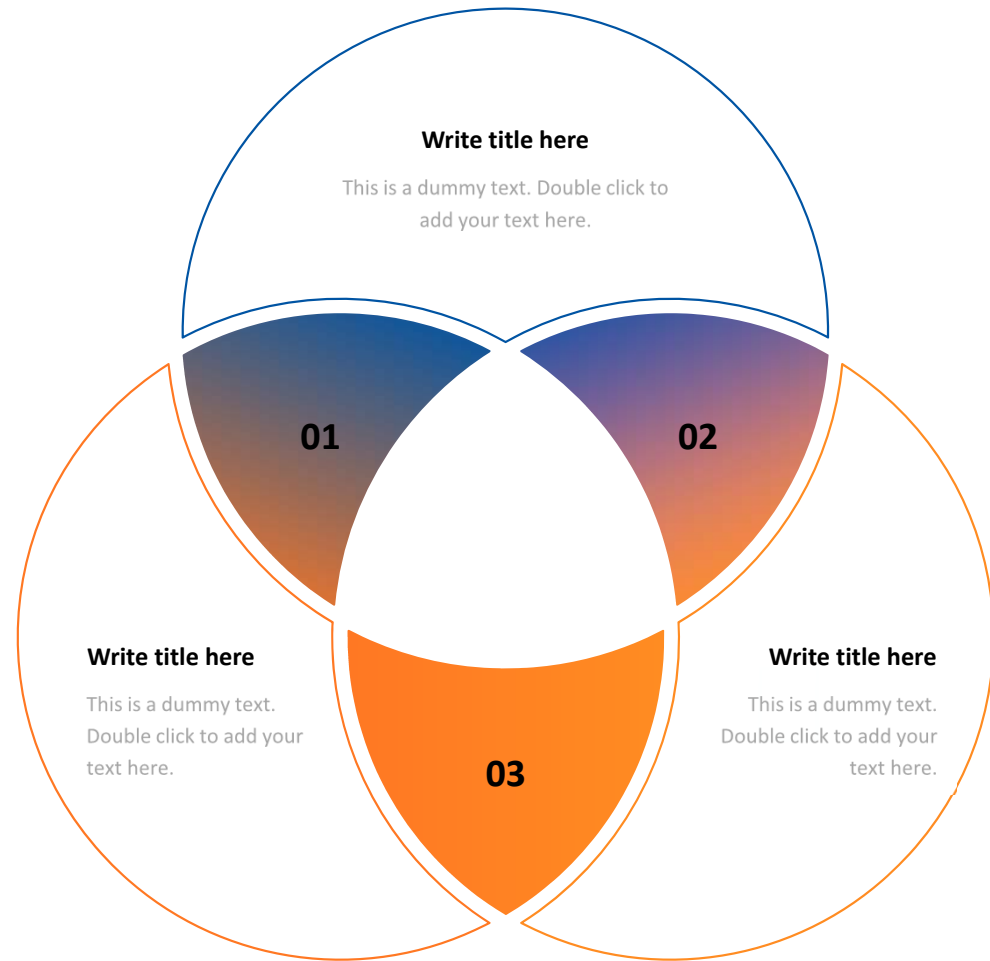 Write title here
This is a dummy text. Double click to
add your text here.
01
02
Write title here
This is a dummy text.
Double click to add your
text here.
Write title here
This is a dummy text.
Double click to add your
text here.
03